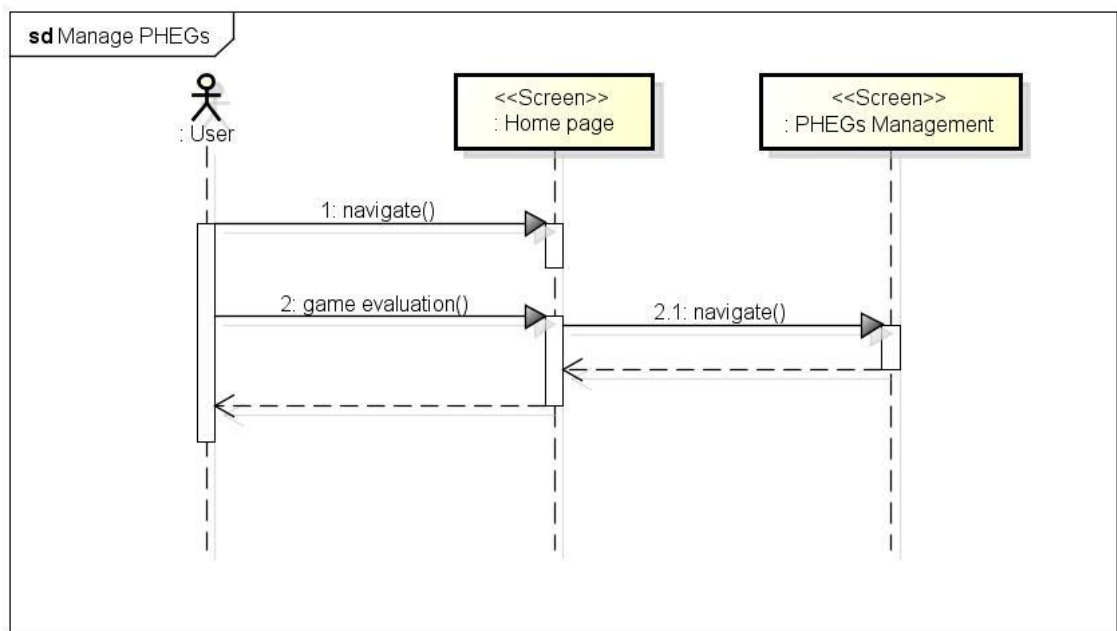 sd Manage PHEGs
: User
<<Screen>>
: Home page
<<Screen>>
: PHEGs Management
1: navigate()
2: game evaluation()
2.1: navigate()